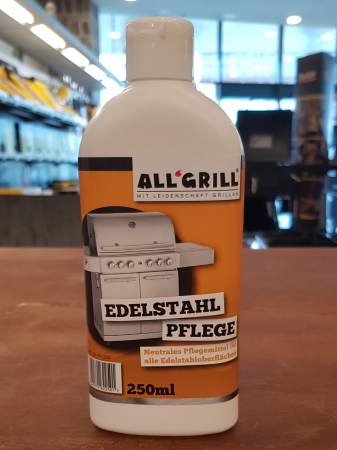 ALL'GRILL
MIT LEIDENSCHAFT GRILLEN
EDELSTAHL
PFLEGE
Neutrales Pflegemittel für
alle Edelstahloberflächen
250ml